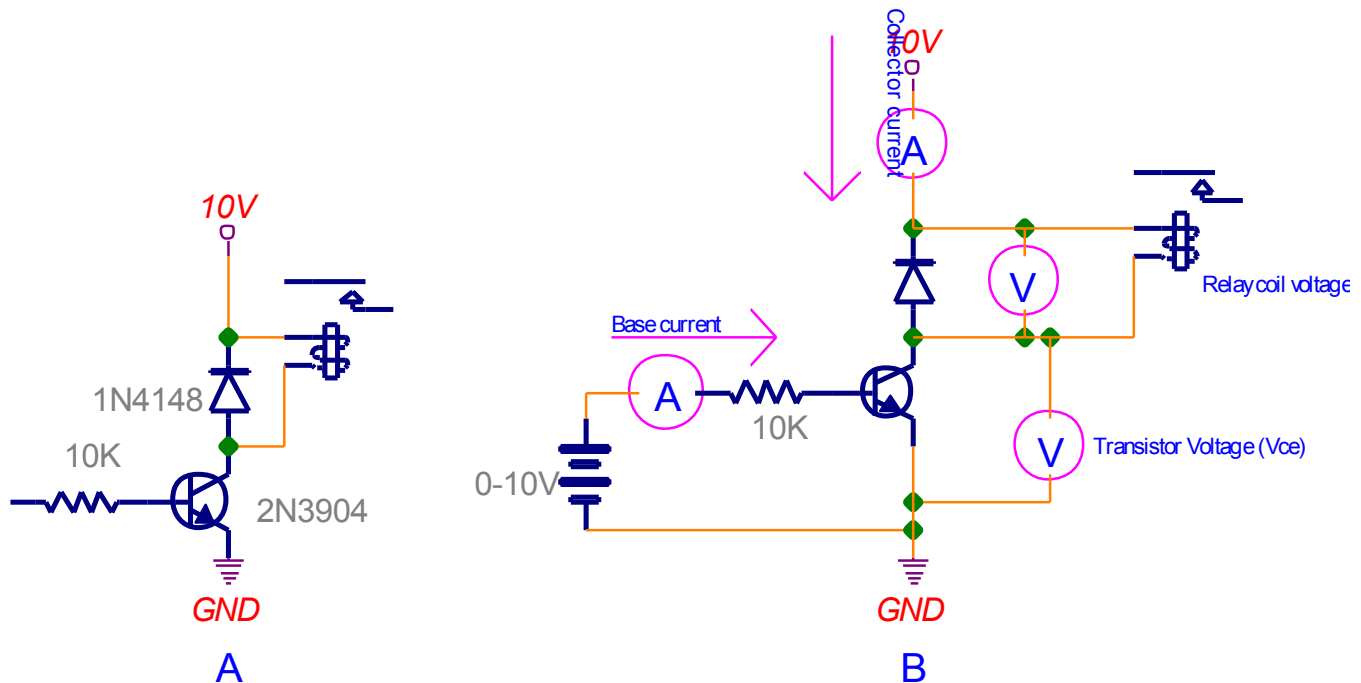 10V
1N4148
10K
2N3904
GND
A
Collector current
10V
A
V
Relay coil voltage
Base current
A
10K
0-10V
V
Transistor Voltage (Vce)
GND
B